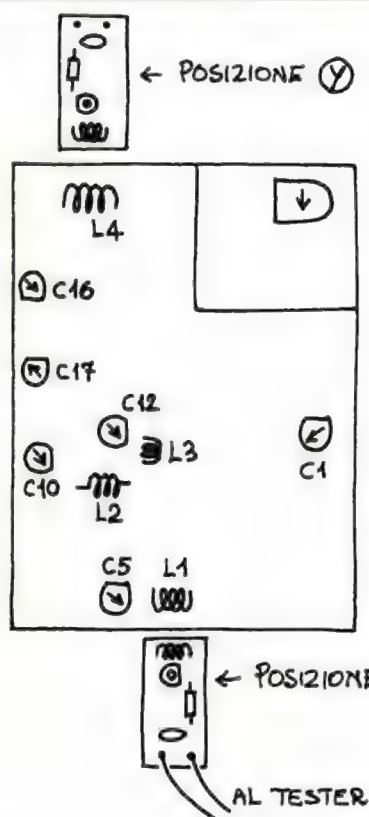 ← POSIZIONE Y
L4
C16
C17
C12
L3
C10
L2
C1
C5 L1
← POSIZIONE
AL TESTER